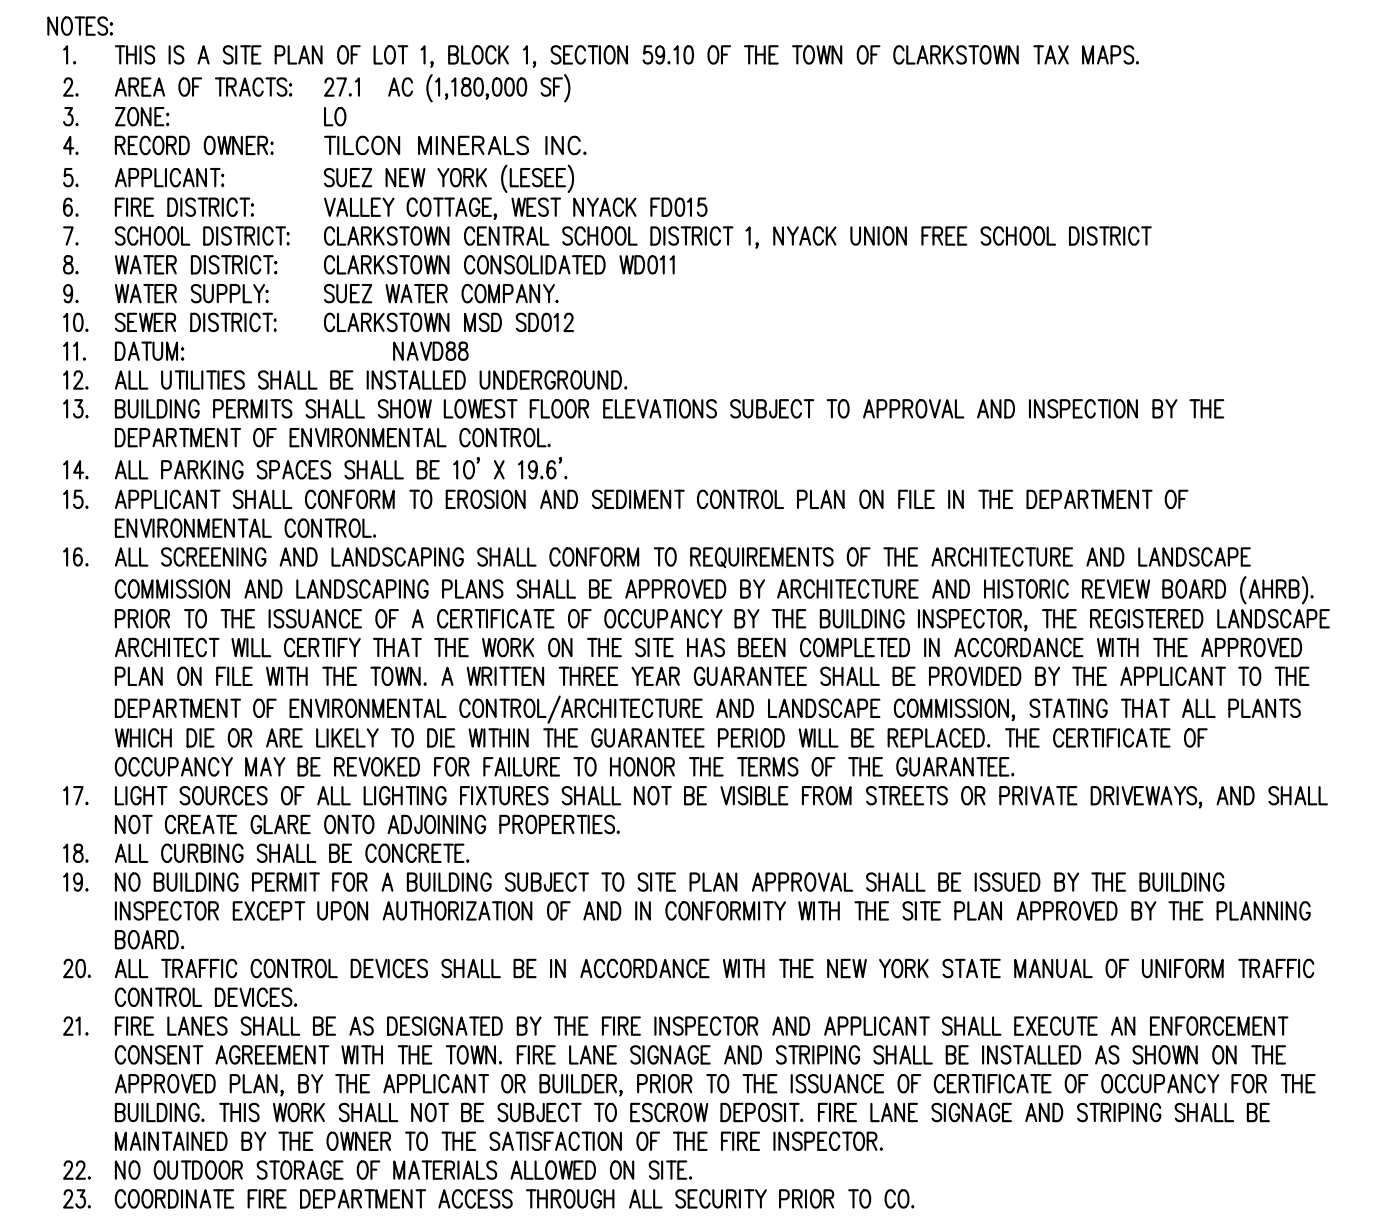 NOTES:
1. THIS IS A SITE PLAN OF LOT 1, BLOCK 1, SECTION 59.10 OF THE TOWN OF CLARKSTOWN TAX MAPS.
2. AREA OF TRACTS: 27.1 AC (1,180,000 SF)
3. ZONE: LO
4. RECORD OWNER: TILCON MINERALS INC.
5. APPLICANT: SUEZ NEW YORK (LESEE)
6. FIRE DISTRICT: VALLEY COTTAGE, WEST NYACK FD015
7. SCHOOL DISTRICT: CLARKSTOWN CENTRAL SCHOOL DISTRICT 1, NYACK UNION FREE SCHOOL DISTRICT
8. WATER DISTRICT: CLARKSTOWN CONSOLIDATED WD011
9. WATER SUPPLY: SUEZ WATER COMPANY.
10. SEWER DISTRICT: CLARKSTOWN MSD SD012
11. DATUM: NAVD88
12. ALL UTILITIES SHALL BE INSTALLED UNDERGROUND.
13. BUILDING PERMITS SHALL SHOW LOWEST FLOOR ELEVATIONS SUBJECT TO APPROVAL AND INSPECTION BY THE
DEPARTMENT OF ENVIRONMENTAL CONTROL.
14. ALL PARKING SPACES SHALL BE 10' X 19.6'.
15. APPLICANT SHALL CONFORM TO EROSION AND SEDIMENT CONTROL PLAN ON FILE IN THE DEPARTMENT OF
ENVIRONMENTAL CONTROL.
16. ALL SCREENING AND LANDSCAPING SHALL CONFORM TO REQUIREMENTS OF THE ARCHITECTURE AND LANDSCAPE
COMMISSION AND LANDSCAPING PLANS SHALL BE APPROVED BY ARCHITECTURE AND HISTORIC REVIEW BOARD (AHRB).
PRIOR TO THE ISSUANCE OF A CERTIFICATE OF OCCUPANCY BY THE BUILDING INSPECTOR, THE REGISTERED LANDSCAPE
ARCHITECT WILL CERTIFY THAT THE WORK ON THE SITE HAS BEEN COMPLETED IN ACCORDANCE WITH THE APPROVED
PLAN ON FILE WITH THE TOWN. A WRITTEN THREE YEAR GUARANTEE SHALL BE PROVIDED BY THE APPLICANT TO THE
DEPARTMENT OF ENVIRONMENTAL CONTROL/ARCHITECTURE AND LANDSCAPE COMMISSION, STATING THAT ALL PLANTS
WHICH DIE OR ARE LIKELY TO DIE WITHIN THE GUARANTEE PERIOD WILL BE REPLACED. THE CERTIFICATE OF
OCCUPANCY MAY BE REVOKED FOR FAILURE TO HONOR THE TERMS OF THE GUARANTEE.
17. LIGHT SOURCES OF ALL LIGHTING FIXTURES SHALL NOT BE VISIBLE FROM STREETS OR PRIVATE DRIVEWAYS, AND SHALL
NOT CREATE GLARE ONTO ADJOINING PROPERTIES.
18. ALL CURBING SHALL BE CONCRETE.
19. NO BUILDING PERMIT FOR A BUILDING SUBJECT TO SITE PLAN APPROVAL SHALL BE ISSUED BY THE BUILDING
INSPECTOR EXCEPT UPON AUTHORIZATION OF AND IN CONFORMITY WITH THE SITE PLAN APPROVED BY THE PLANNING
BOARD.
20. ALL TRAFFIC CONTROL DEVICES SHALL BE IN ACCORDANCE WITH THE NEW YORK STATE MANUAL OF UNIFORM TRAFFIC
CONTROL DEVICES.
21. FIRE LANES SHALL BE AS DESIGNATED BY THE FIRE INSPECTOR AND APPLICANT SHALL EXECUTE AN ENFORCEMENT
CONSENT AGREEMENT WITH THE TOWN. FIRE LANE SIGNAGE AND STRIPING SHALL BE INSTALLED AS SHOWN ON THE
APPROVED PLAN, BY THE APPLICANT OR BUILDER, PRIOR TO THE ISSUANCE OF CERTIFICATE OF OCCUPANCY FOR THE
BUILDING. THIS WORK SHALL NOT BE SUBJECT TO ESCROW DEPOSIT. FIRE LANE SIGNAGE AND STRIPING SHALL BE
MAINTAINED BY THE OWNER TO THE SATISFACTION OF THE FIRE INSPECTOR.
22. NO OUTDOOR STORAGE OF MATERIALS ALLOWED ON SITE.
23. COORDINATE FIRE DEPARTMENT ACCESS THROUGH ALL SECURITY PRIOR TO CO.